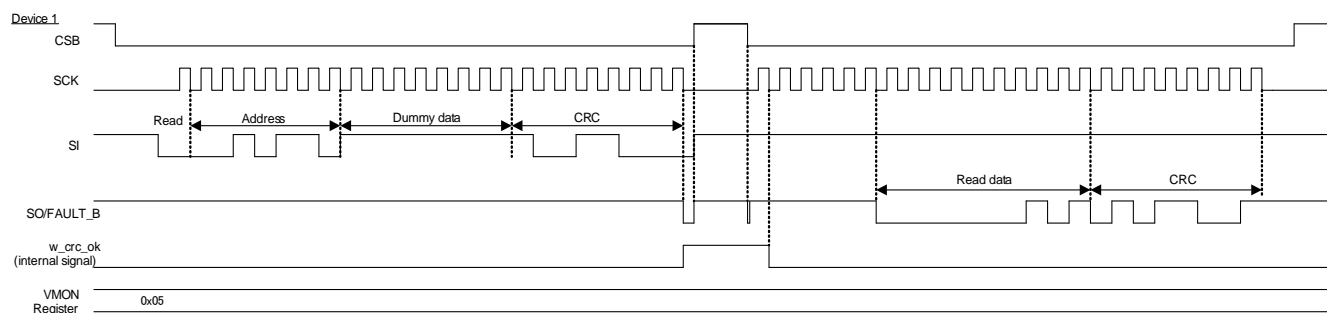 Device 1
CSB
SCK
Read
Address
Dummy data
CRC
SI
Read data
CRC
SO/FAULT_B
w_crc_ok
(internal signal)
VMON
Register
0x05